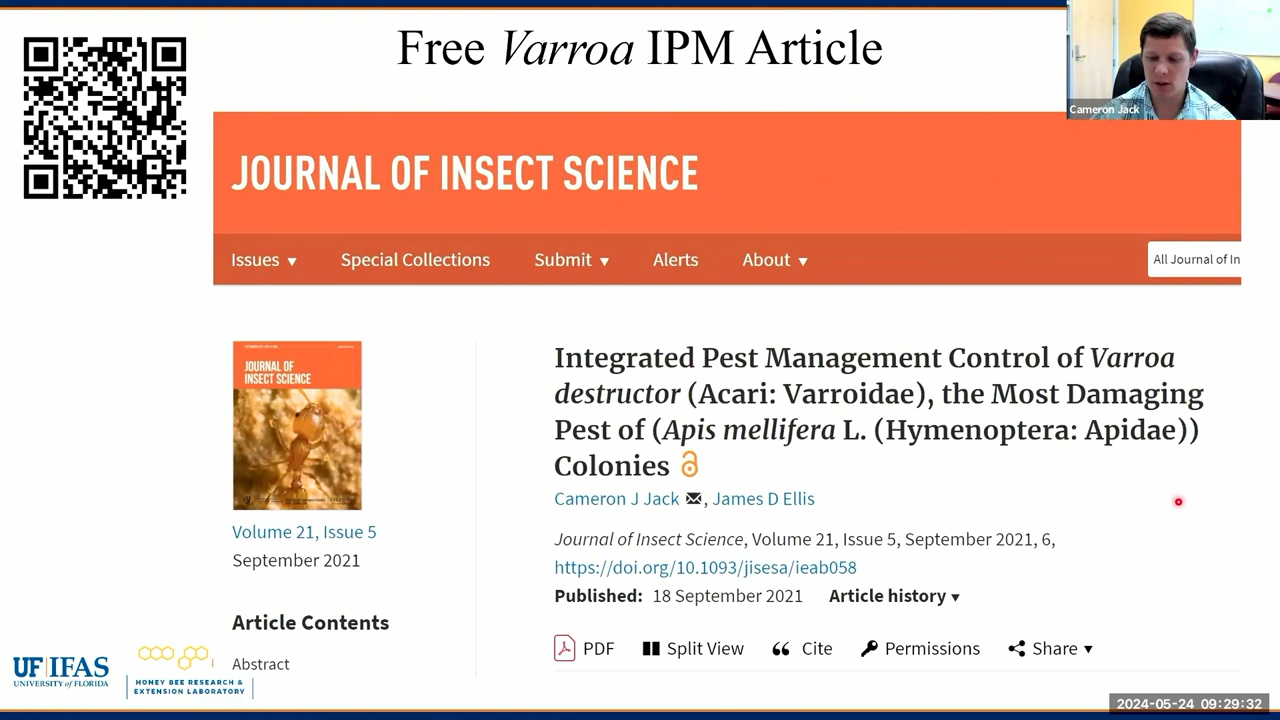 Free Varroa IPM Article
Cameron Jack
JOURNAL OF INSECT SCIENCE
Issues ▼ Special Collections Submit ▼ Alerts About ▼ All Journal of In
JOURNAL OF
INSECT SCIENCE
Volume 21, Issue 5
September 2021
Article Contents
Abstract
Integrated Pest Management Control of Varroa
destructor (Acari: Varroidae), the Most Damaging
Pest of (Apis mellifera L. (Hymenoptera: Apidae))
Colonies
Cameron J Jack, James D Ellis
Journal of Insect Science, Volume 21, Issue 5, September 2021, 6,
https://doi.org/10.1093/jisesa/ieab058
Published: 18 September 2021 Article history ▼
PDF Split View Cite Permissions Share ▼
UF|IFAS
UNIVERSITY of FLORIDA
HONEY BEE RESEARCH &
EXTENSION LABORATORY
2024-05-24 09:29:32